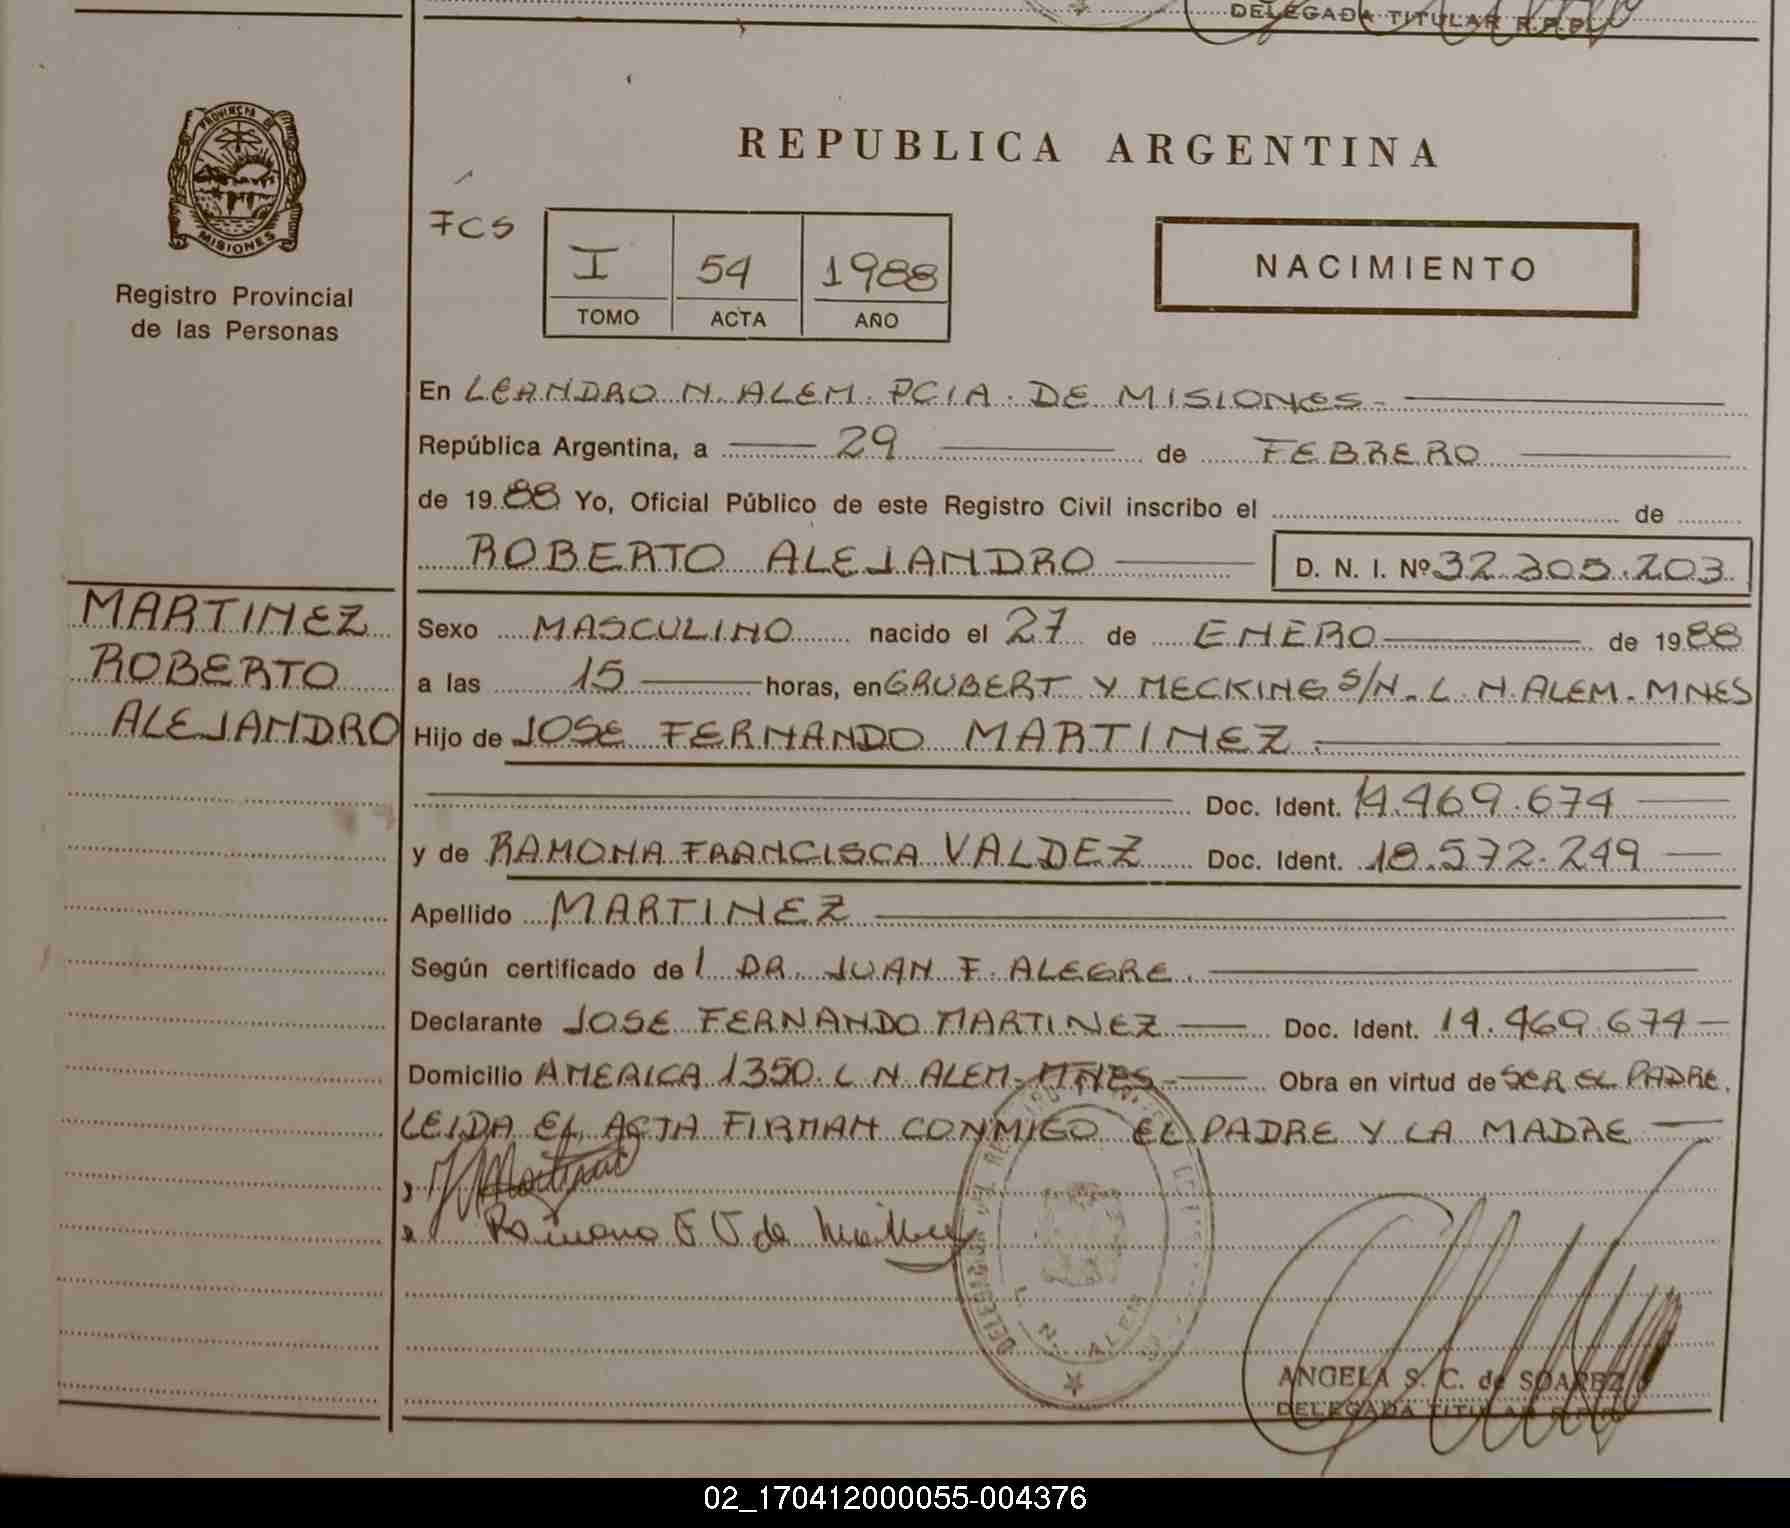 DELEGADA TITULAR R.P.P.
PROVINCIA DE
MISIONES
Registro Provincial
de las Personas
REPUBLICA ARGENTINA
FCS
I 54 1988
TOMO ACTA AÑO
NACIMIENTO
En LEANDRO N. ALEM. PCIA. DE MISIONES.
República Argentina, a 29 de FEBRERO
de 1988 Yo, Oficial Público de este Registro Civil inscribo el de
ROBERTO ALEJANDRO D. N. I. Nº 32.305.203.
MARTINEZ
ROBERTO
ALEJANDRO
Sexo MASCULINO nacido el 27 de ENERO de 1988
a las 15 horas, en GRUBERT Y MECKING S/N. L. N. ALEM. MNES
Hijo de JOSE FERNANDO MARTINEZ.
Doc. Ident. 14.469.674
y de RAMONA FRANCISCA VALDEZ Doc. Ident. 18.572.249
Apellido MARTINEZ
Según certificado del DR. JUAN F. ALEGRE.
Declarante JOSE FERNANDO MARTINEZ Doc. Ident. 14.469.674
Domicilio AMERICA 1350. L N ALEM. MNES. Obra en virtud de SER EL PADRE.
LEIDA EL ACTA FIRMAN CONMIGO EL PADRE Y LA MADRE
Martinez
Ramona F V de
DELEGACION
L. N. ALEM
ANGELA S. C. de SOAREZ
DELEGADA TITULAR R.P.P.
02_170412000055-004376